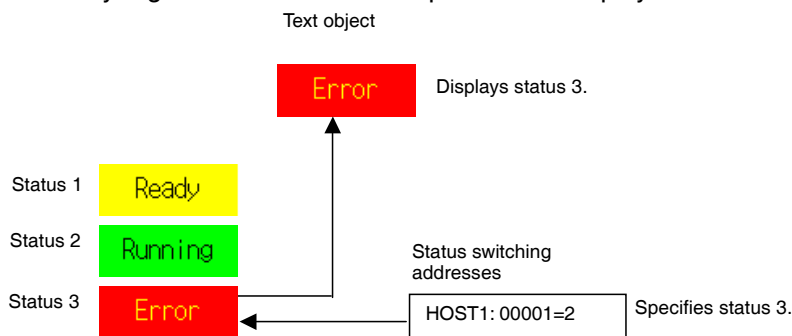 Text object
Error
Displays status 3.
Status 1
Ready
Status 2
Running
Status switching
addresses
Status 3
Error
HOST1: 00001=2
Specifies status 3.